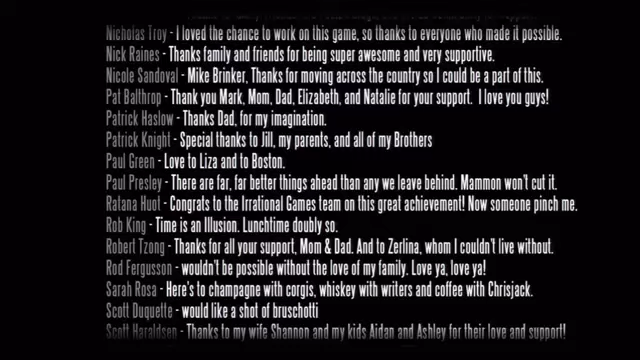 Nicholas Troy - I loved the chance to work on this game, so thanks to everyone who made it possible.
Nick Raines - Thanks family and friends for being super awesome and very supportive.
Nicole Sandoval - Mike Brinker, Thanks for moving across the country so I could be a part of this.
Pat Balthrop - Thank you Mark, Mom, Dad, Elizabeth, and Natalie for your support. I love you guys!
Patrick Haslow - Thanks Dad, for my imagination.
Patrick Knight - Special thanks to Jill, my parents, and all of my Brothers
Paul Green - Love to Liza and to Boston.
Paul Presley - There are far, far better things ahead than any we leave behind. Mammon won't cut it.
Ratana Huot - Congrats to the Irrational Games team on this great achievement! Now someone pinch me.
Rob King - Time is an Illusion. Lunchtime doubly so.
Robert Tzong - Thanks for all your support, Mom & Dad. And to Zerlina, whom I couldn't live without.
Rod Fergusson - wouldn't be possible without the love of my family. Love ya, love ya!
Sarah Rosa - Here's to champagne with corgis, whiskey with writers and coffee with Chrisjack.
Scott Duquette - would like a shot of bruschotti
Scott Haraldsen - Thanks to my wife Shannon and my kids Aidan and Ashley for their love and support!